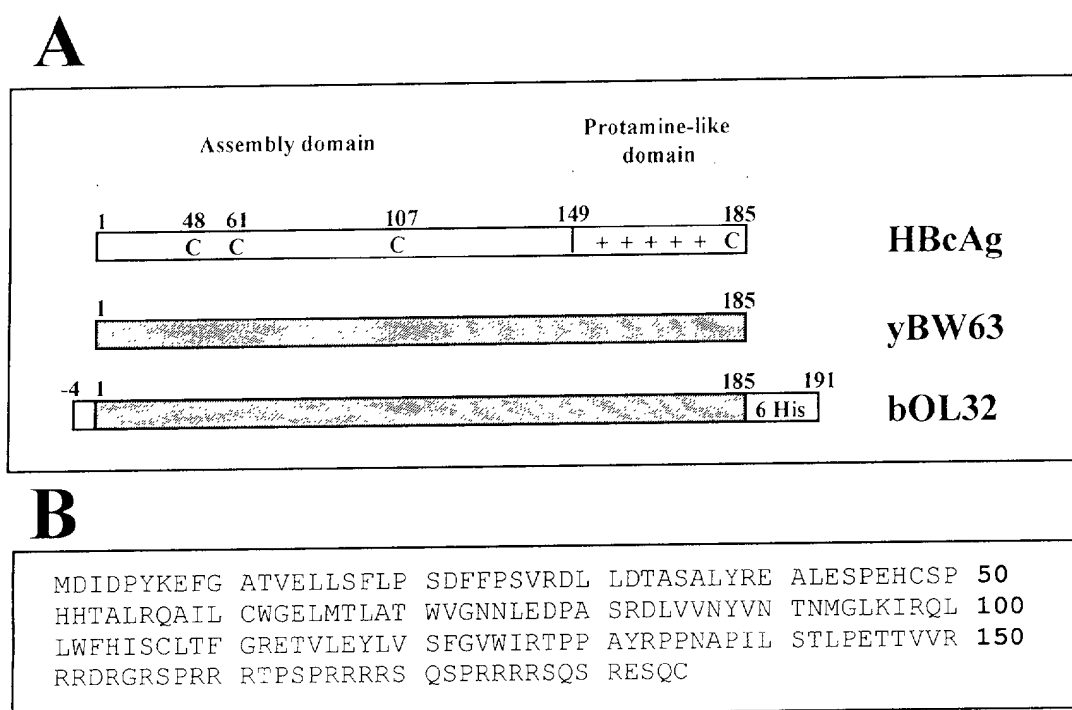 A
Assembly domain
Protamine-like
domain
1 48 61 107 149 185
C C C + + + + + C HBcAg
1 185
yBW63
-4 1 185 191
6 His bOL32
B
MDIDPYKEFG ATVELLSFLP SDFFPSVRDL LDTASALYRE ALESPEHCSP 50
HHTALRQAIL CWGELMTLAT WVGNNLEDPA SRDLVVNYVN TNMGLKIRQL 100
LWFHISCLTF GRETVLEYLV SFGVWIRTPP AYRPPNAPIL STLPETTVVR 150
RRDRGRSPRR RTPSPRRRRS QSPRRRRSQS RESQC